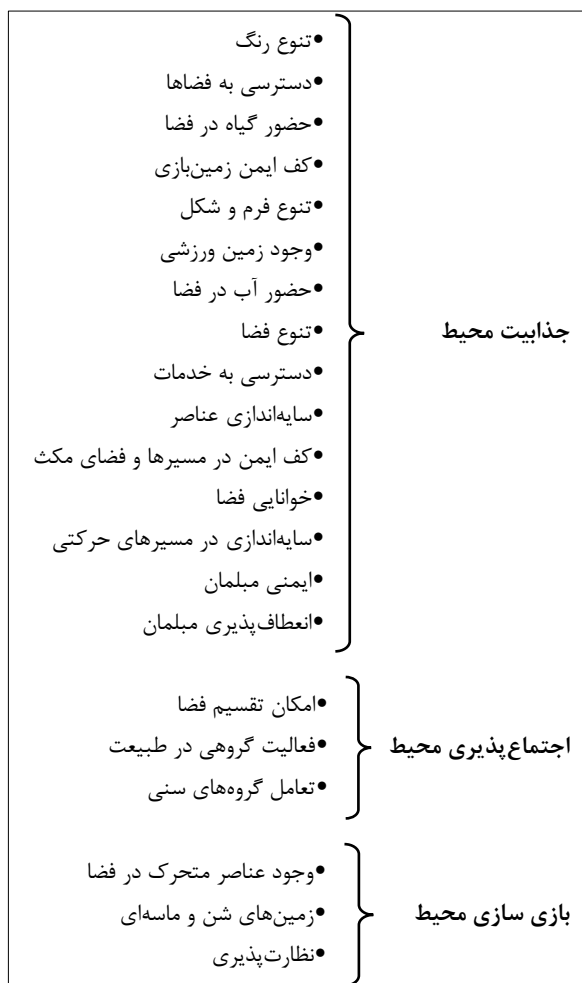 جذابیت محیط
•تنوع رنگ
•دسترسی به فضاها
•حضور گیاه در فضا
•کف ایمن زمین‌بازی
•تنوع فرم و شکل
•وجود زمین ورزشی
•حضور آب در فضا
•تنوع فضا
•دسترسی به خدمات
•سایه‌اندازی عناصر
•کف ایمن در مسیرها و فضای مکث
•خوانایی فضا
•سایه‌اندازی در مسیرهای حرکتی
•ایمنی مبلمان
•انعطاف‌پذیری مبلمان
اجتماع‌پذیری محیط
•امکان تقسیم فضا
•فعالیت گروهی در طبیعت
•تعامل گروه‌های سنی
بازی سازی محیط
•وجود عناصر متحرک در فضا
•زمین‌های شن و ماسه‌ای
•نظارت‌پذیری